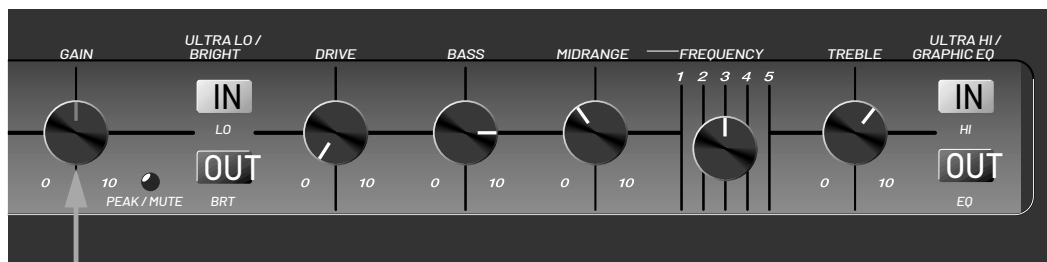 GAIN
ULTRA LO /
BRIGHT
DRIVE
BASS
MIDRANGE
FREQUENCY
TREBLE
ULTRA HI /
GRAPHIC EQ
1 2 3 4 5
IN
IN
LO
HI
OUT
OUT
0 10
0 10
0 10
0 10
0 10
PEAK / MUTE
BRT
EQ